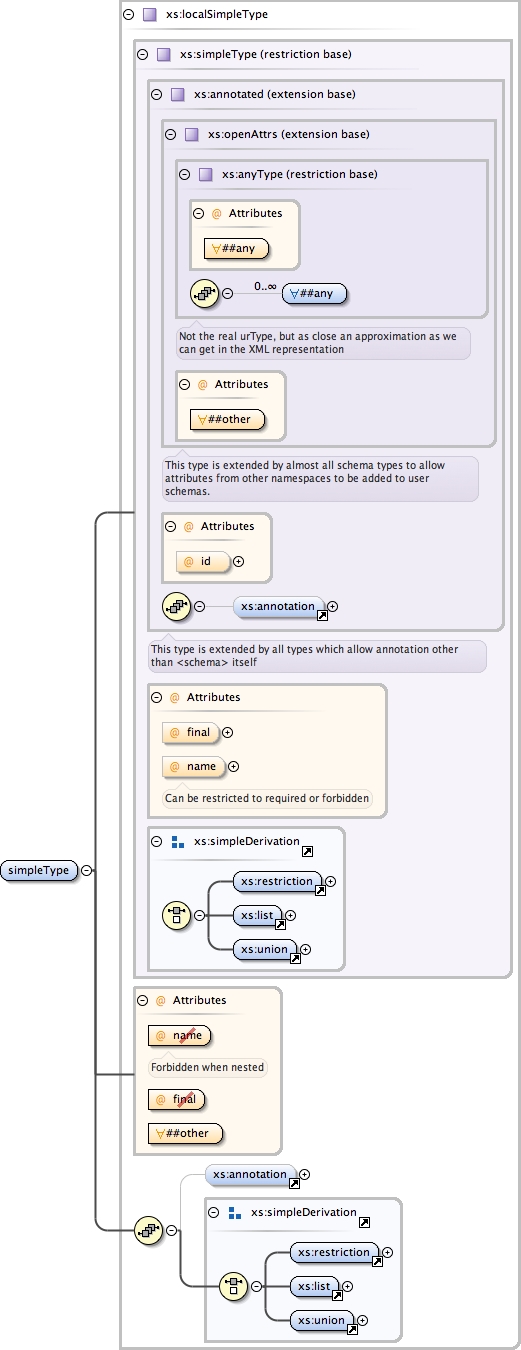 xs:localSimpleType
xs:simpleType (restriction base)
xs:annotated (extension base)
xs:openAttrs (extension base)
xs:anyType (restriction base)
@ Attributes
∀##any
0..∞
∀##any
Not the real urType, but as close an approximation as we
can get in the XML representation
@ Attributes
∀##other
This type is extended by almost all schema types to allow
attributes from other namespaces to be added to user
schemas.
@ Attributes
@ id
xs:annotation
This type is extended by all types which allow annotation other
than <schema> itself
@ Attributes
@ final
@ name
Can be restricted to required or forbidden
xs:simpleDerivation
simpleType
xs:restriction
xs:list
xs:union
@ Attributes
@ name
Forbidden when nested
@ final
∀##other
xs:annotation
xs:simpleDerivation
xs:restriction
xs:list
xs:union